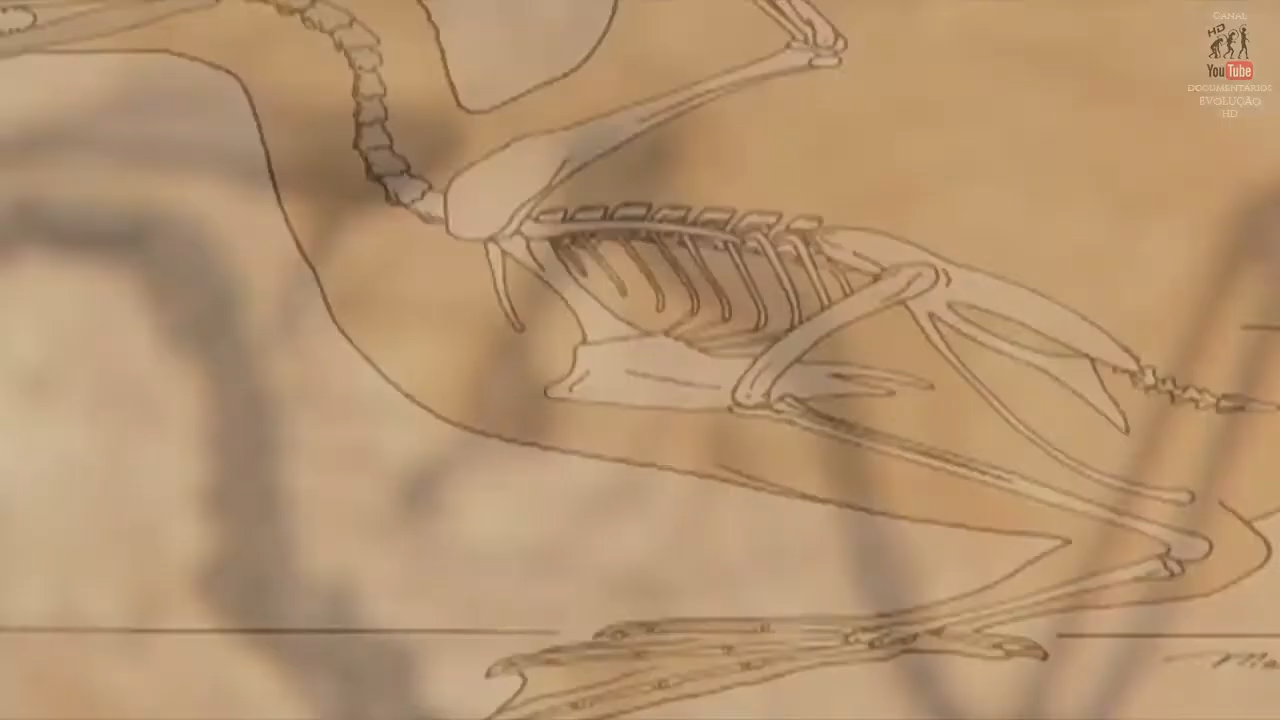 CANAL
HD
YouTube
DOCUMENTÁRIOS
EVOLUÇÃO
HD